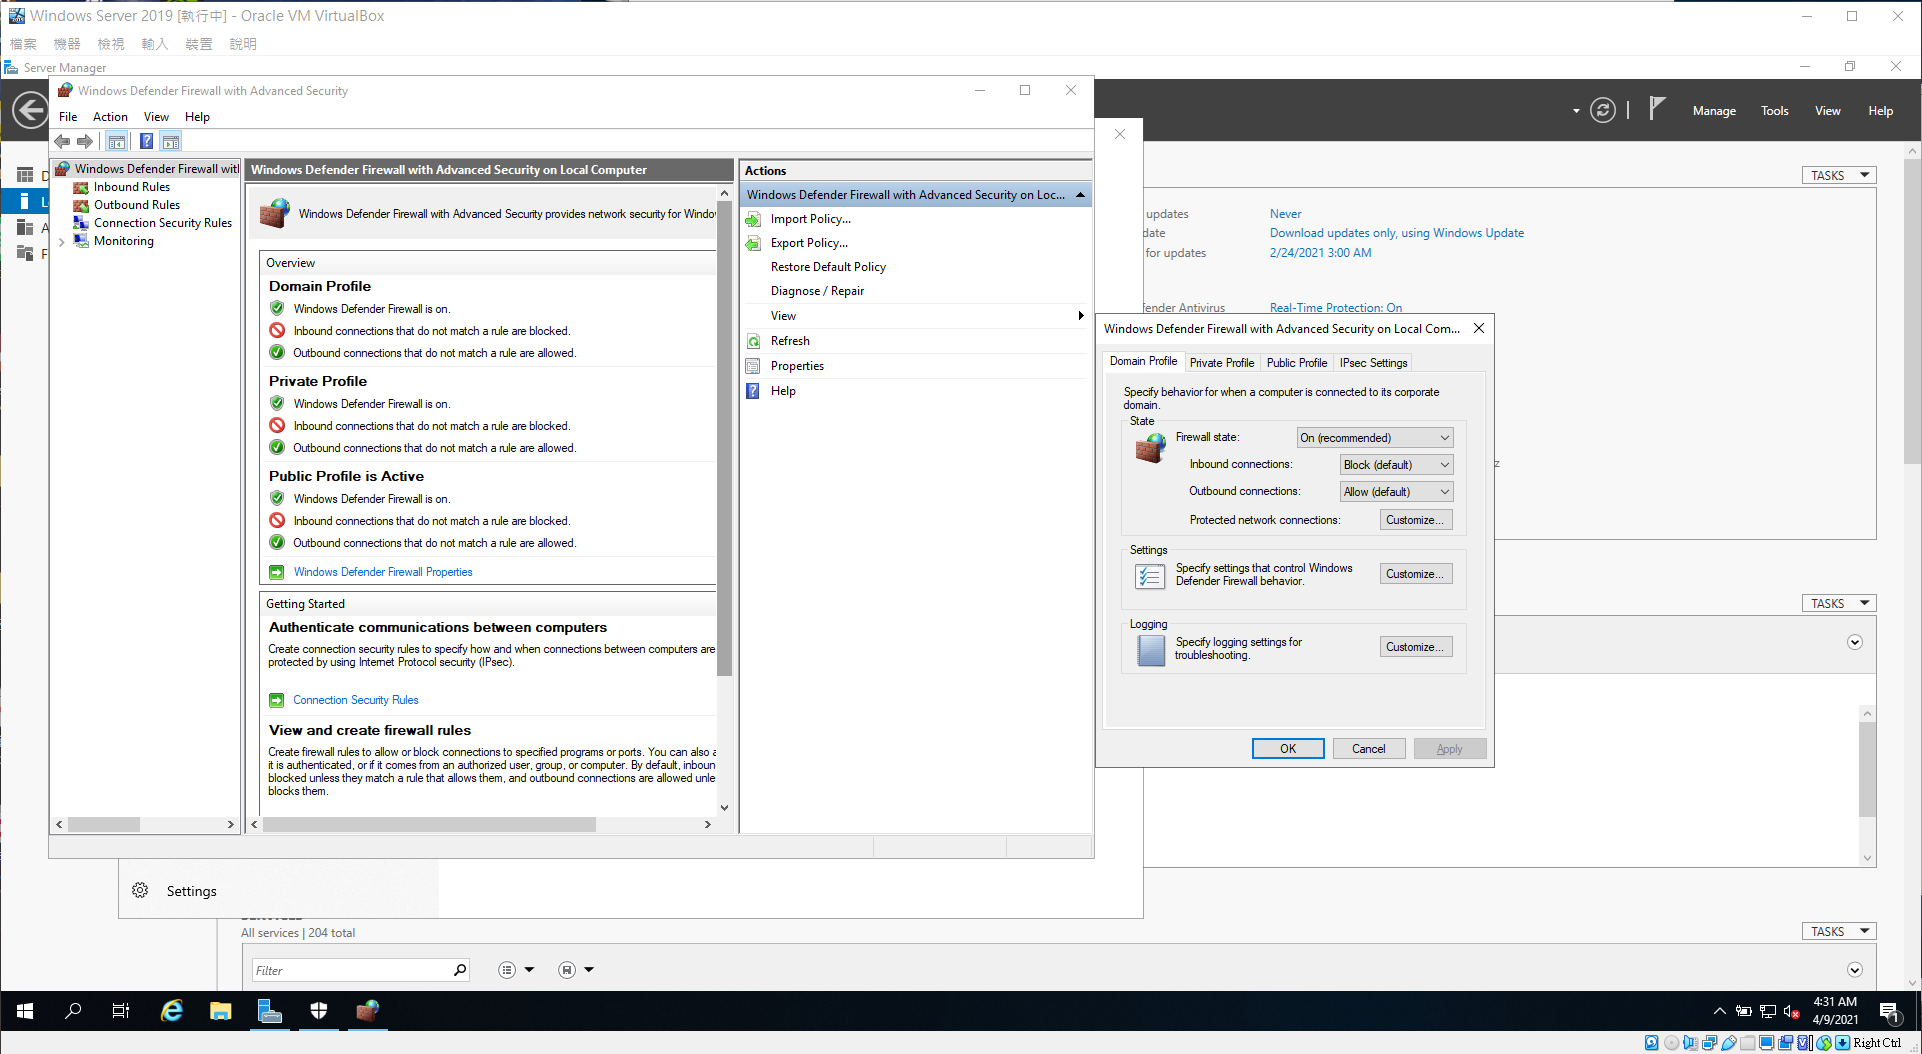 Windows Server 2019 [執行中] - Oracle VM VirtualBox
檔案 機器 檢視 輸入 裝置 說明
Server Manager
Manage Tools View Help
Windows Defender Firewall with Advanced Security
File Action View Help
Windows Defender Firewall wit
Inbound Rules
Outbound Rules
Connection Security Rules
Monitoring
Windows Defender Firewall with Advanced Security on Local Computer
Windows Defender Firewall with Advanced Security provides network security for Windo
Overview
Domain Profile
Windows Defender Firewall is on.
Inbound connections that do not match a rule are blocked.
Outbound connections that do not match a rule are allowed.
Private Profile
Windows Defender Firewall is on.
Inbound connections that do not match a rule are blocked.
Outbound connections that do not match a rule are allowed.
Public Profile is Active
Windows Defender Firewall is on.
Inbound connections that do not match a rule are blocked.
Outbound connections that do not match a rule are allowed.
Windows Defender Firewall Properties
Getting Started
Authenticate communications between computers
Create connection security rules to specify how and when connections between computers are
protected by using Internet Protocol security (IPsec).
Connection Security Rules
View and create firewall rules
Create firewall rules to allow or block connections to specified programs or ports. You can also a
it is authenticated, or if it comes from an authorized user, group, or computer. By default, inboun
blocked unless they match a rule that allows them, and outbound connections are allowed unle
blocks them.
Actions
Windows Defender Firewall with Advanced Security on Loc...
Import Policy...
Export Policy...
Restore Default Policy
Diagnose / Repair
View
Refresh
Properties
Help
TASKS
updates Never
date Download updates only, using Windows Update
for updates 2/24/2021 3:00 AM
fender Antivirus Real-Time Protection: On
Windows Defender Firewall with Advanced Security on Local Com...
Domain Profile Private Profile Public Profile IPsec Settings
Specify behavior for when a computer is connected to its corporate
domain.
State
Firewall state: On (recommended)
Inbound connections: Block (default)
Outbound connections: Allow (default)
Protected network connections: Customize...
Settings
Specify settings that control Windows
Defender Firewall behavior.
Customize...
Logging
Specify logging settings for
troubleshooting.
Customize...
OK Cancel Apply
z
TASKS
Settings
All services | 204 total
TASKS
Filter
4:31 AM
4/9/2021
1
Right Ctrl